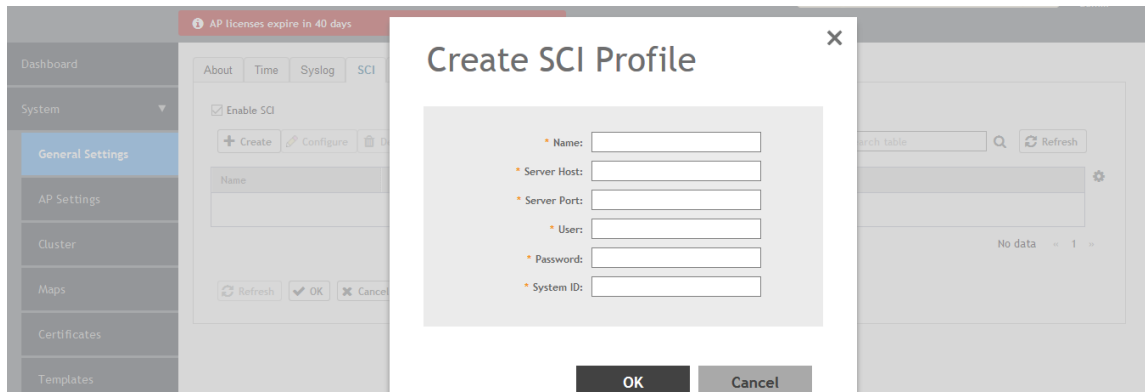 AP licenses expire in 40 days
Create SCI Profile
Dashboard
About Time Syslog SCI
System
Enable SCI
Create Configure
General Settings
* Name:
* Server Host:
* Server Port:
* User:
* Password:
* System ID:
table
Refresh
Name
AP Settings
Cluster
No data « 1 »
Maps
Refresh OK Cancel
Certificates
Templates
OK Cancel